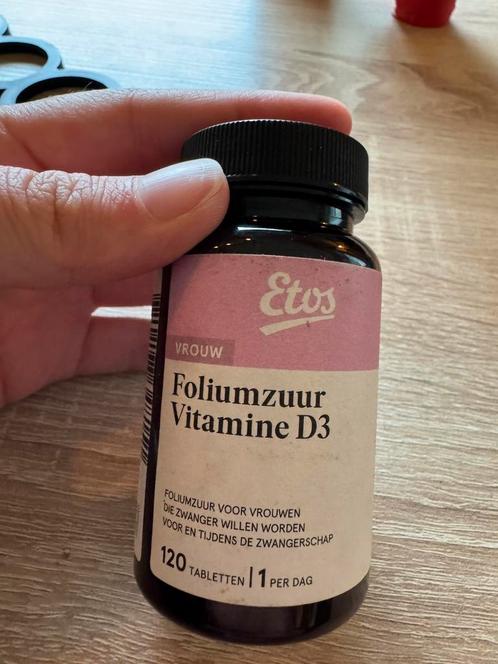 Etos
VROUW
Foliumzuur
Vitamine D3
FOLIUMZUUR VOOR VROUWEN
DIE ZWANGER WILLEN WORDEN
VOOR EN TIJDENS DE ZWANGERSCHAP
120 TABLETTEN | 1 PER DAG